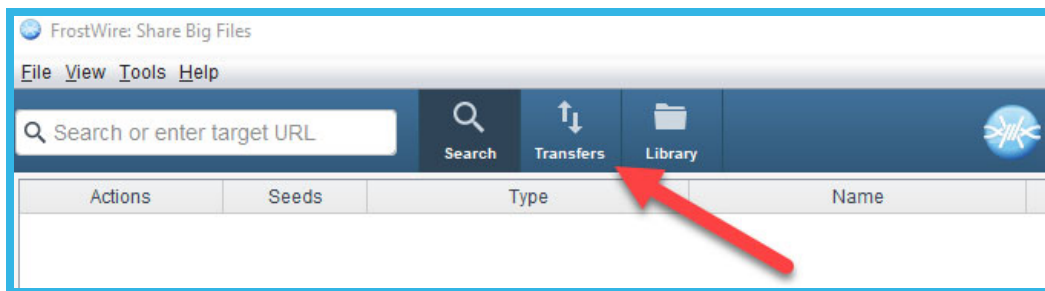 FrostWire: Share Big Files
File View Tools Help
Search or enter target URL
Search Transfers Library
Actions Seeds Type Name